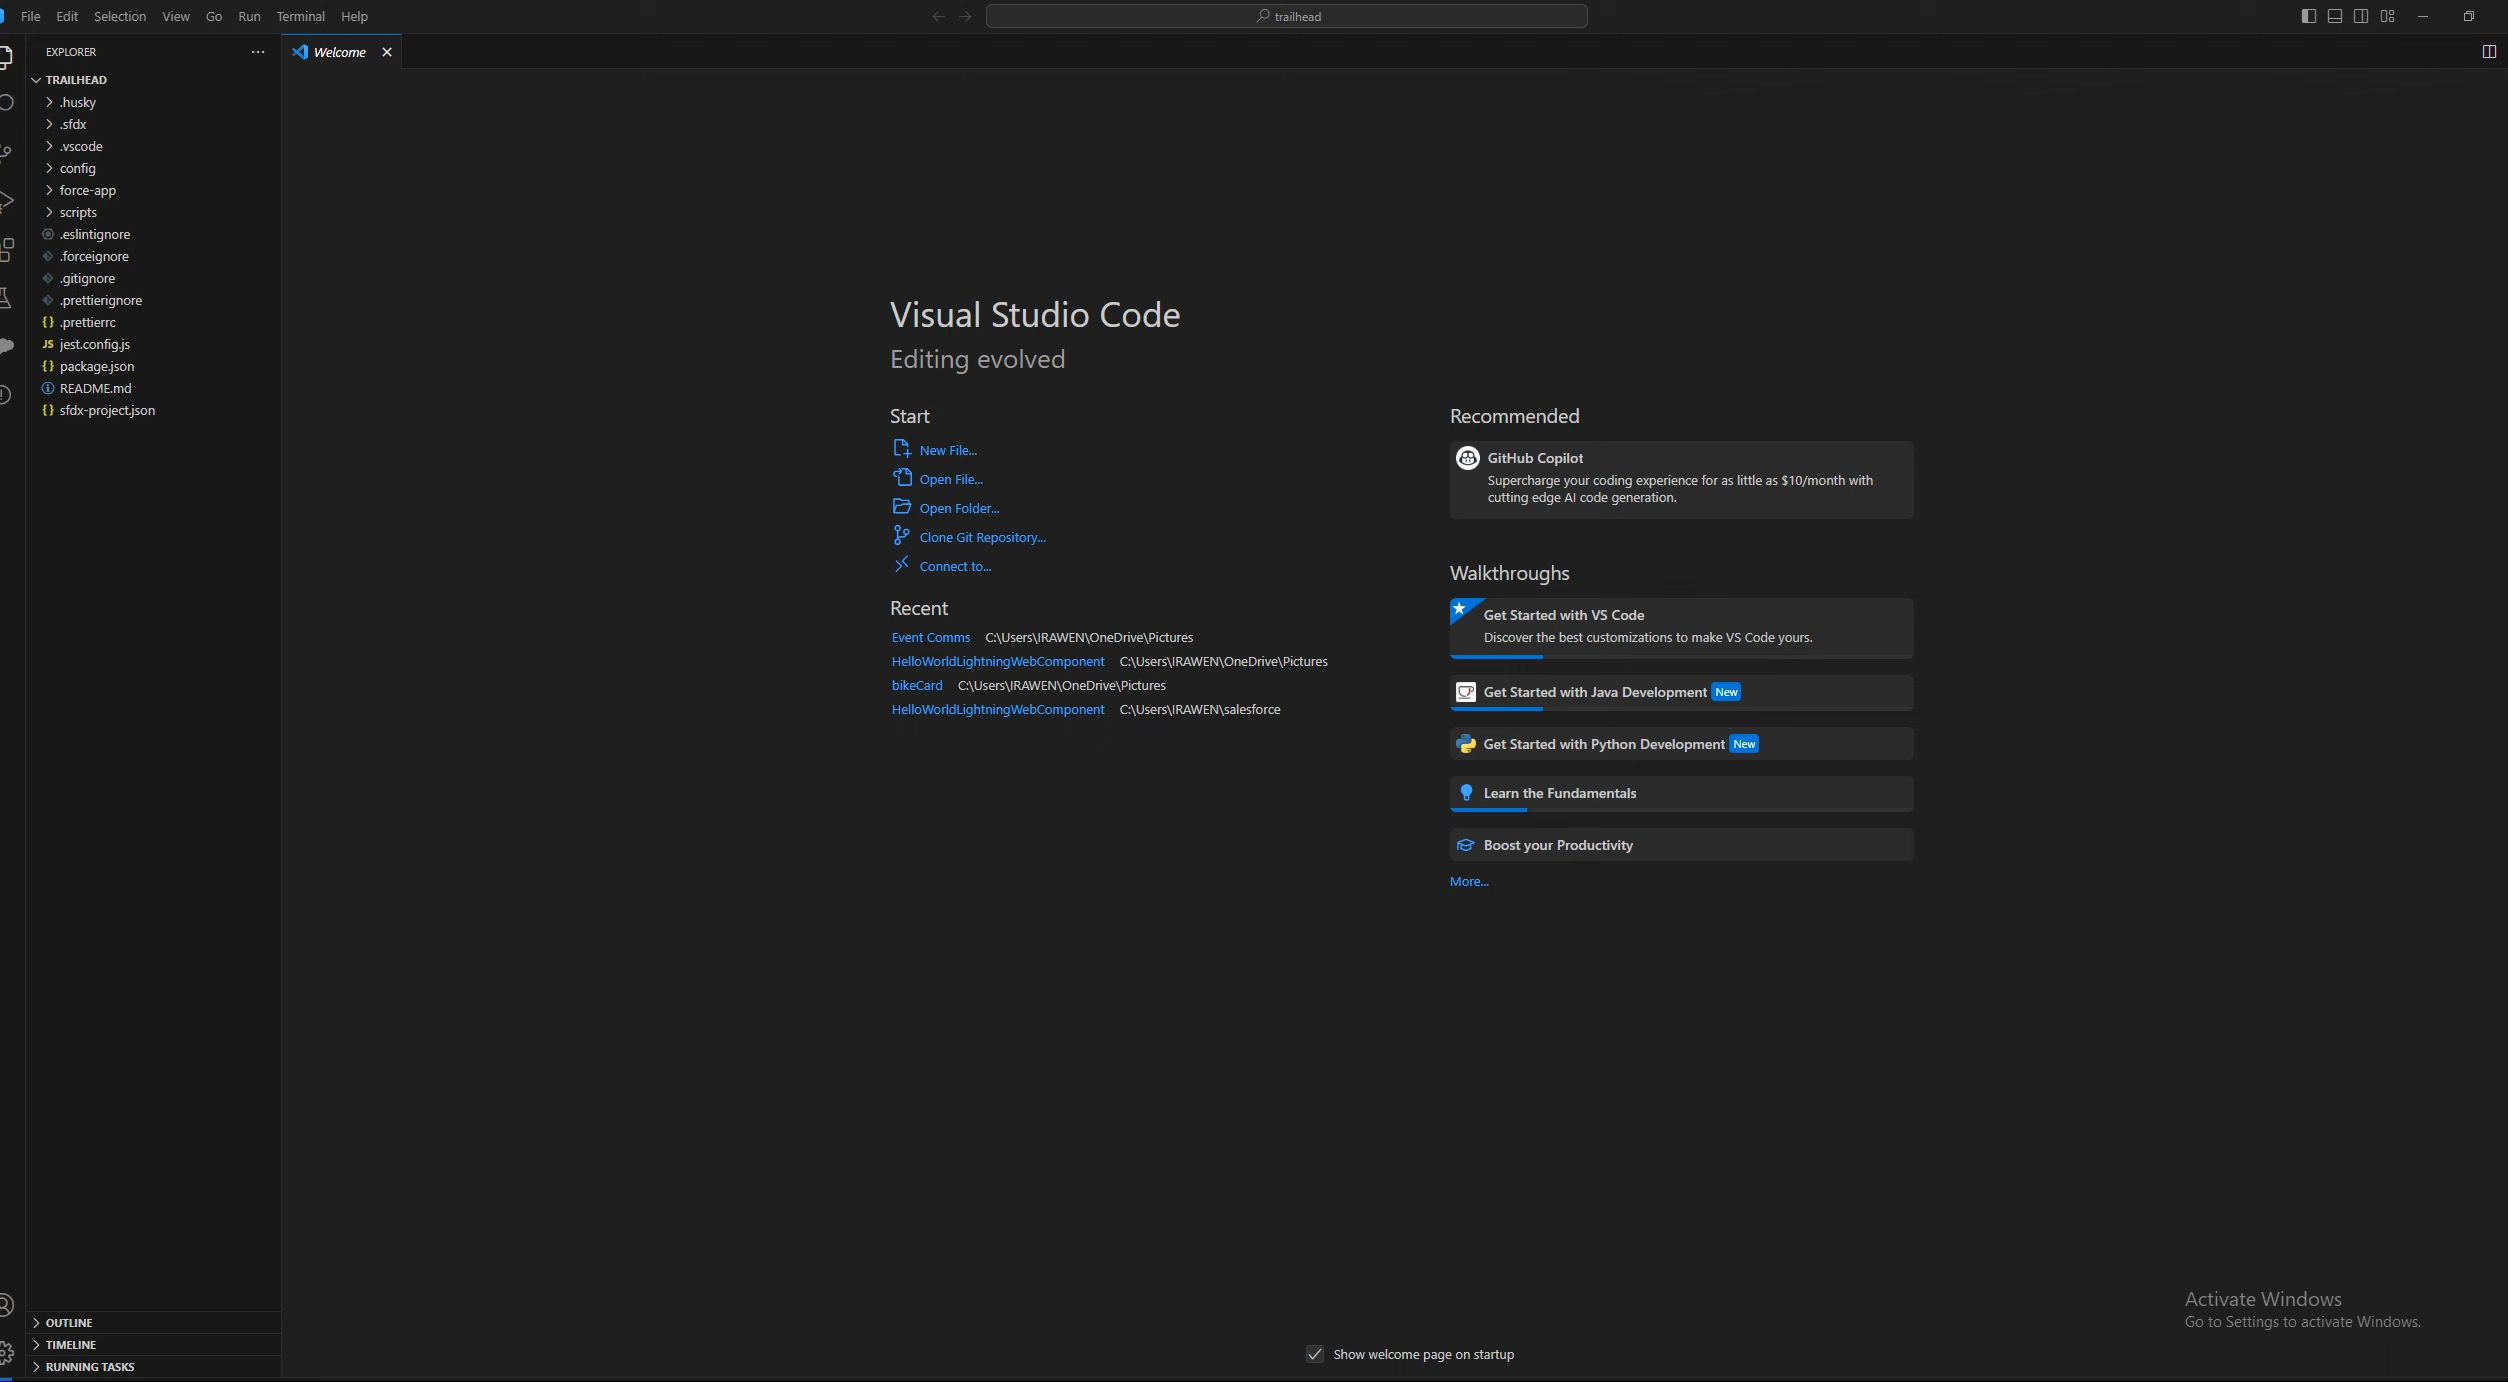 File Edit Selection View Go Run Terminal Help
trailhead
EXPLORER
Welcome
TRAILHEAD
.husky
.sfdx
.vscode
config
force-app
scripts
.eslintignore
.forceignore
.gitignore
.prettierignore
{} .prettierrc
JS jest.config.js
{} package.json
README.md
{} sfdx-project.json
OUTLINE
TIMELINE
RUNNING TASKS
Visual Studio Code
Editing evolved
Start
New File...
Open File...
Open Folder...
Clone Git Repository...
Connect to...
Recent
Event Comms C:\Users\IRAWEN\OneDrive\Pictures
HelloWorldLightningWebComponent C:\Users\IRAWEN\OneDrive\Pictures
bikeCard C:\Users\IRAWEN\OneDrive\Pictures
HelloWorldLightningWebComponent C:\Users\IRAWEN\salesforce
Recommended
GitHub Copilot
Supercharge your coding experience for as little as $10/month with
cutting edge AI code generation.
Walkthroughs
Get Started with VS Code
Discover the best customizations to make VS Code yours.
Get Started with Java Development New
Get Started with Python Development New
Learn the Fundamentals
Boost your Productivity
More...
Show welcome page on startup
Activate Windows
Go to Settings to activate Windows.